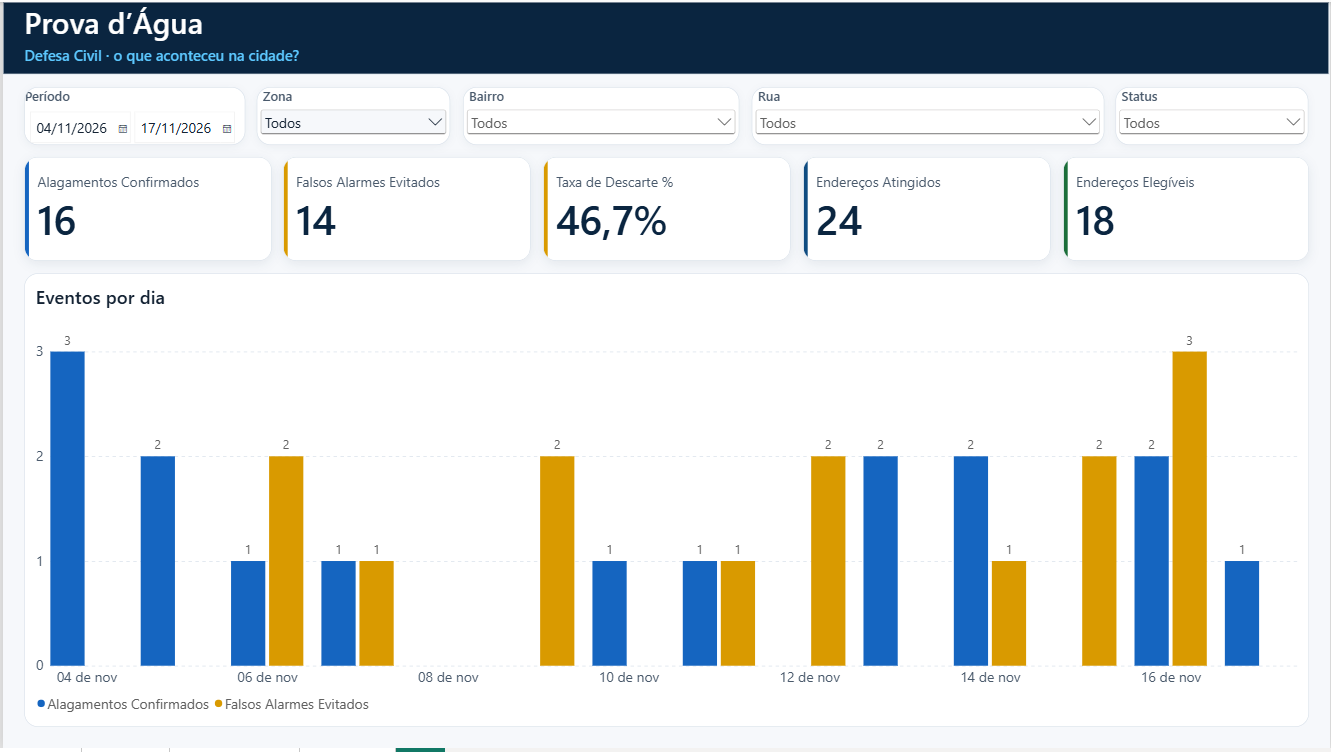 Prova d’Água
Defesa Civil · o que aconteceu na cidade?
Período
Zona
Bairro
Rua
Status
04/11/2026 17/11/2026
Todos
Todos
Todos
Todos
Alagamentos Confirmados
16
Falsos Alarmes Evitados
14
Taxa de Descarte %
46,7%
Endereços Atingidos
24
Endereços Elegíveis
18
Eventos por dia
3
2
1
0
3
2
1
2
1
1
2
1
1
1
2
2
2
1
2
2
3
1
04 de nov
06 de nov
08 de nov
10 de nov
12 de nov
14 de nov
16 de nov
Alagamentos Confirmados
Falsos Alarmes Evitados